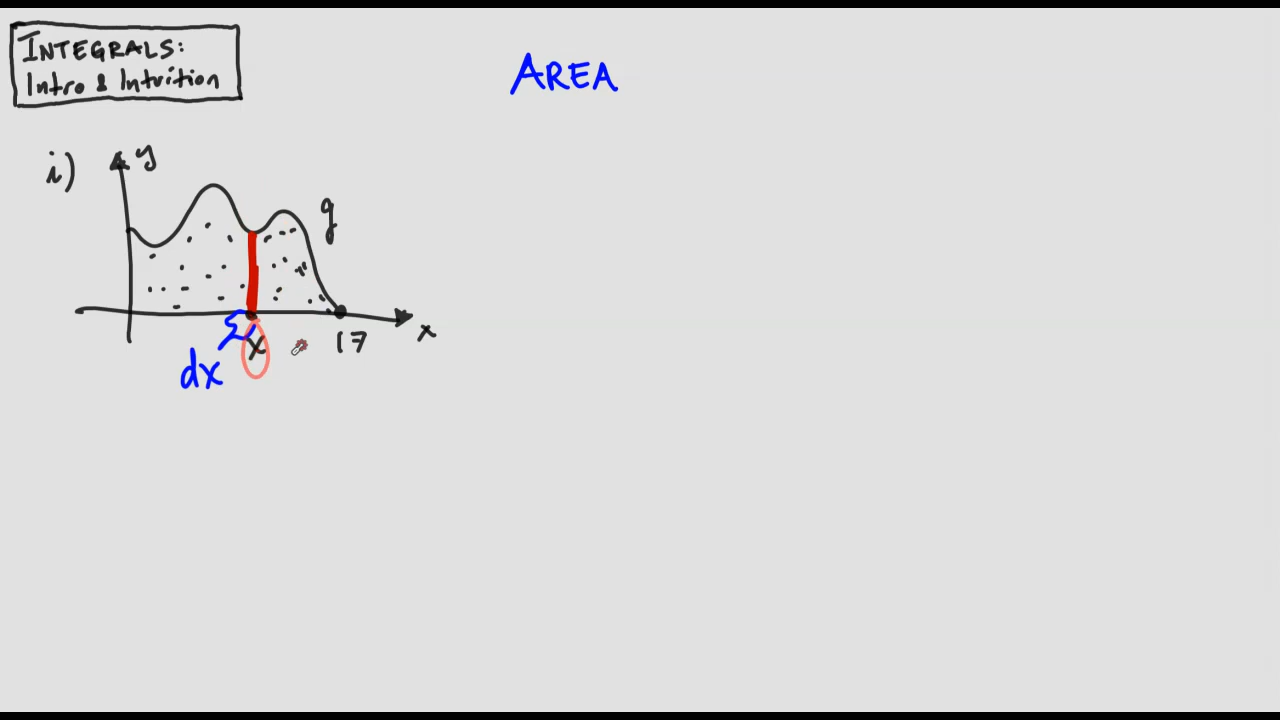 INTEGRALS:
Intro & Intuition
AREA
i)
y
g
x
17
x
dx